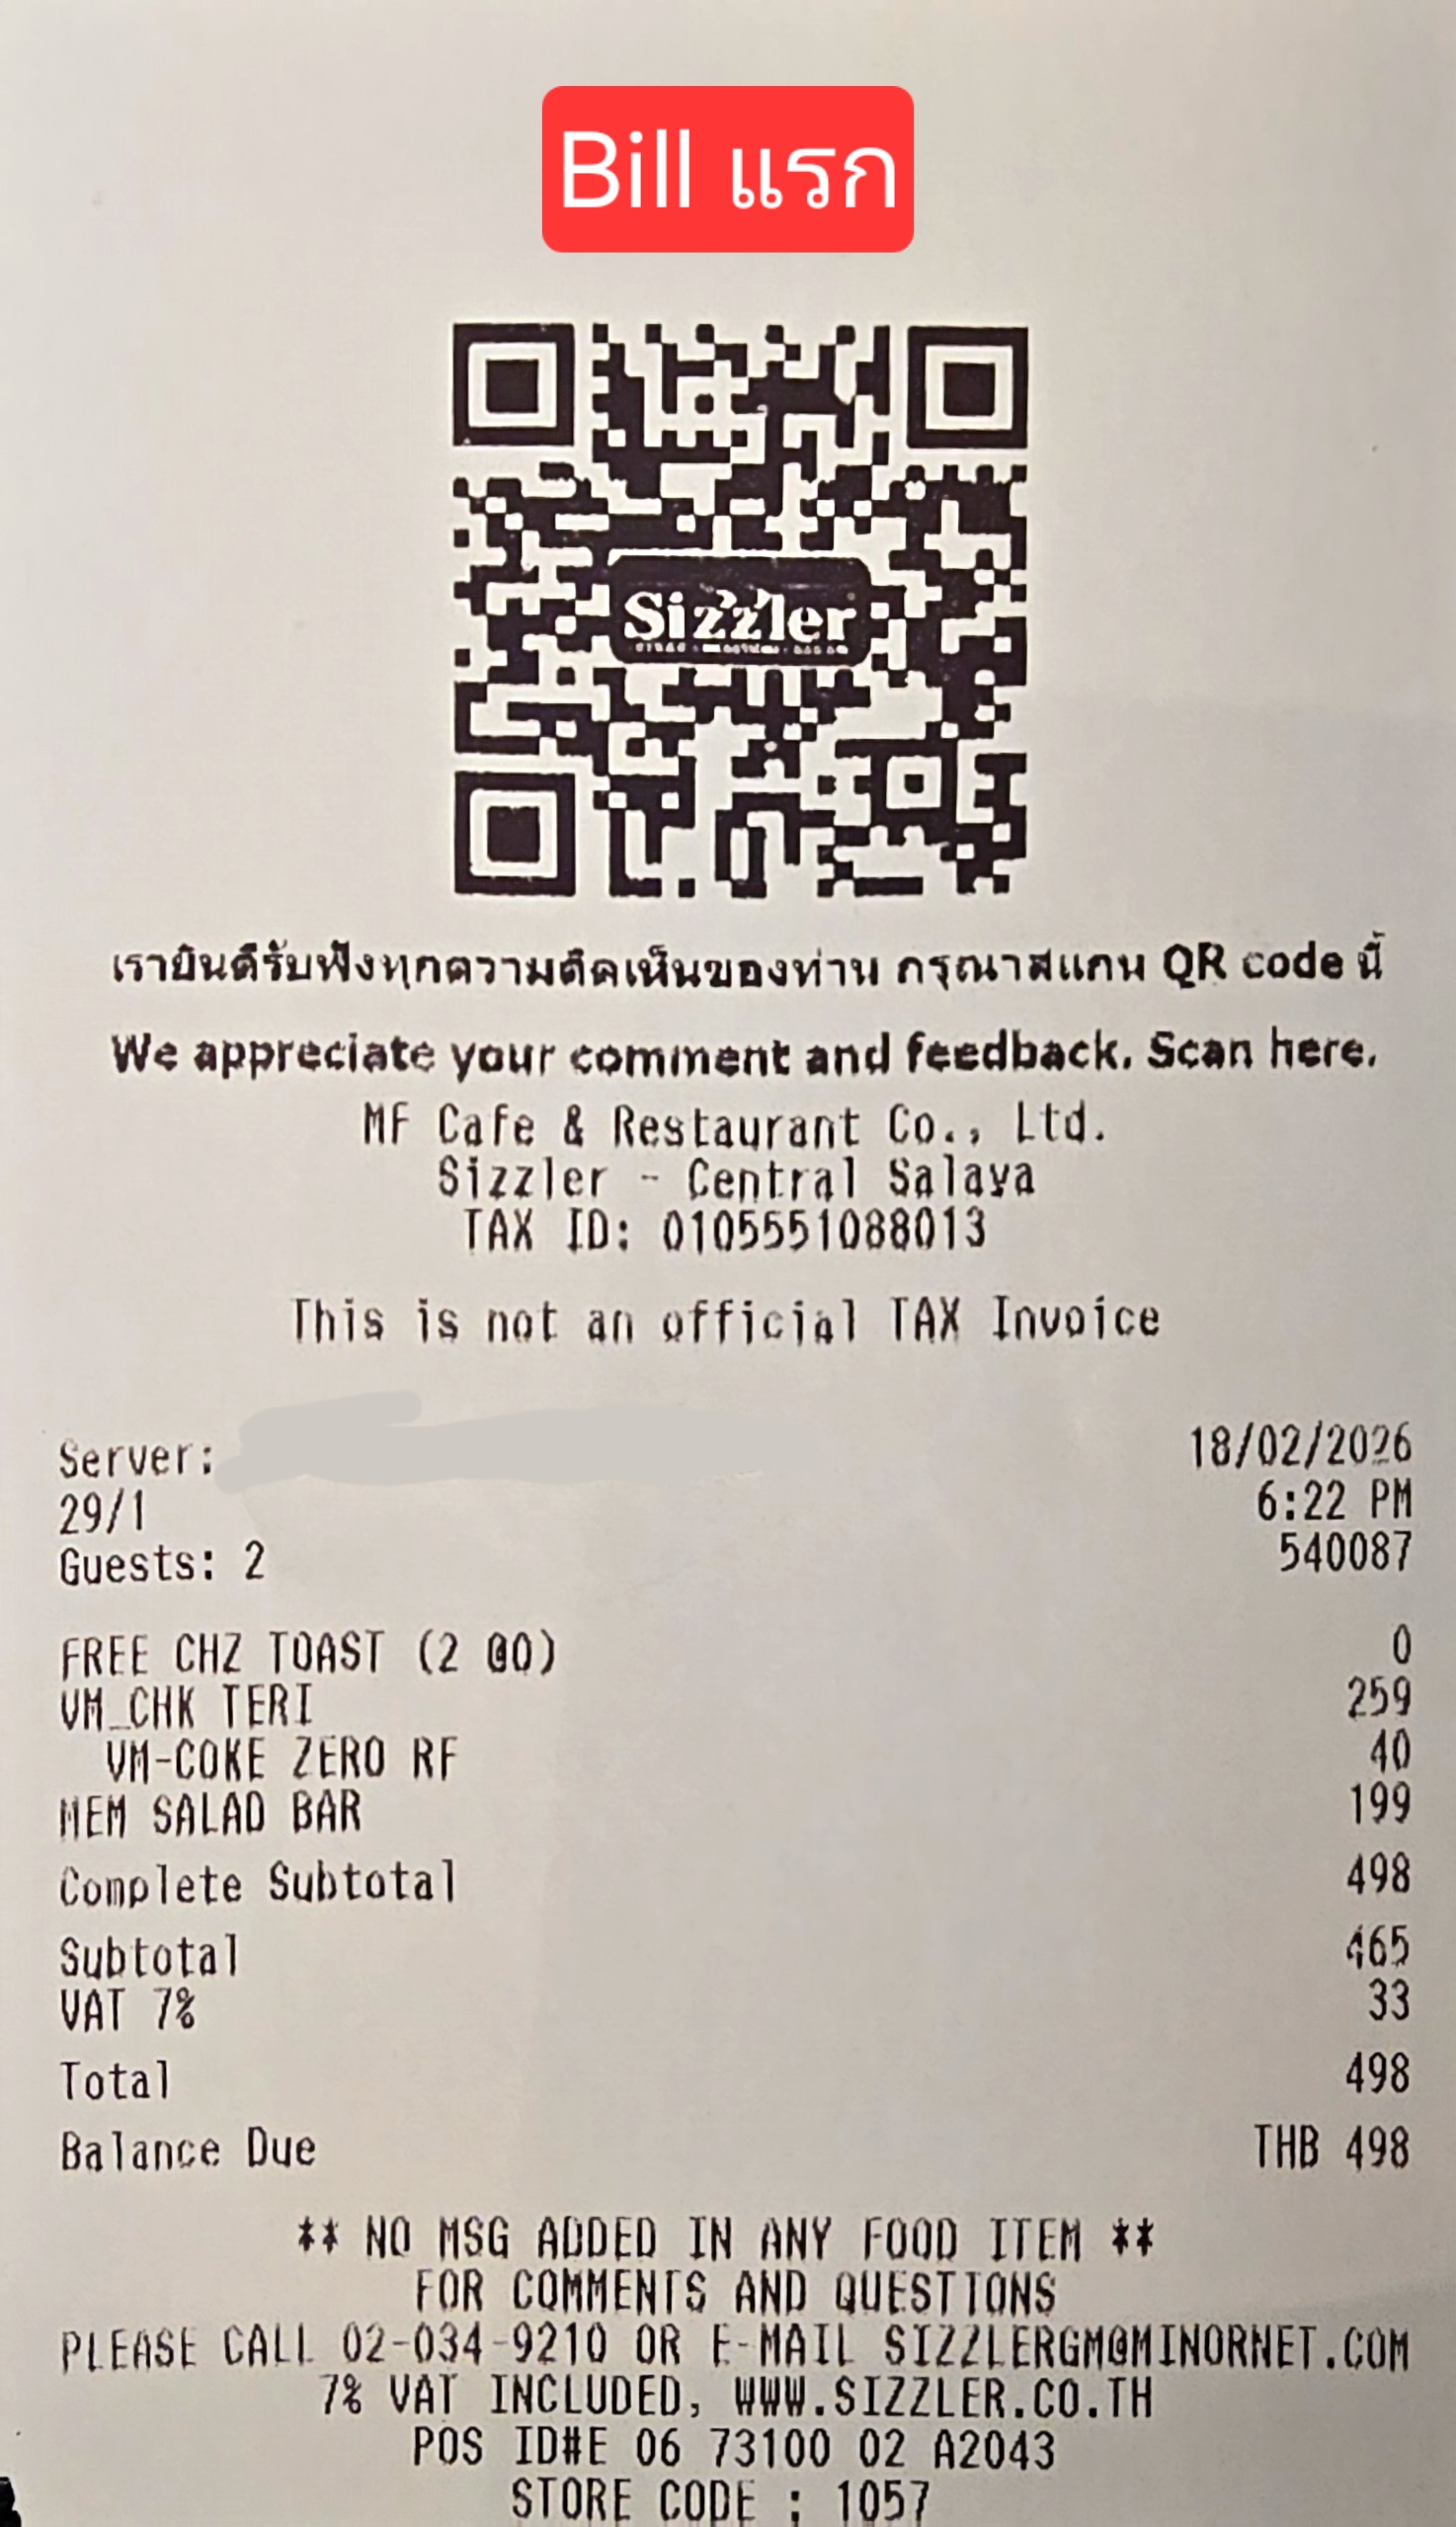 Bill แรก
Sizzler
เรายินดีรับฟังทุกความคิดเห็นของท่าน กรุณาสแกน QR code นี้
We appreciate your comment and feedback. Scan here.
MF Cafe & Restaurant Co., Ltd.
Sizzler - Central Salaya
TAX ID: 0105551088013
This is not an official TAX Invoice
Server: 18/02/2026
29/1 6:22 PM
Guests: 2 540087
FREE CHZ TOAST (2 @0) 0
VM_CHK TERI 259
VM-COKE ZERO RF 40
MEM SALAD BAR 199
Complete Subtotal 498
Subtotal 465
VAT 7% 33
Total 498
Balance Due THB 498
** NO MSG ADDED IN ANY FOOD ITEM **
FOR COMMENTS AND QUESTIONS
PLEASE CALL 02-034-9210 OR E-MAIL SIZZLERGM@MINORNET.COM
7% VAT INCLUDED, WWW.SIZZLER.CO.TH
POS ID#E 06 73100 02 A2043
STORE CODE : 1057